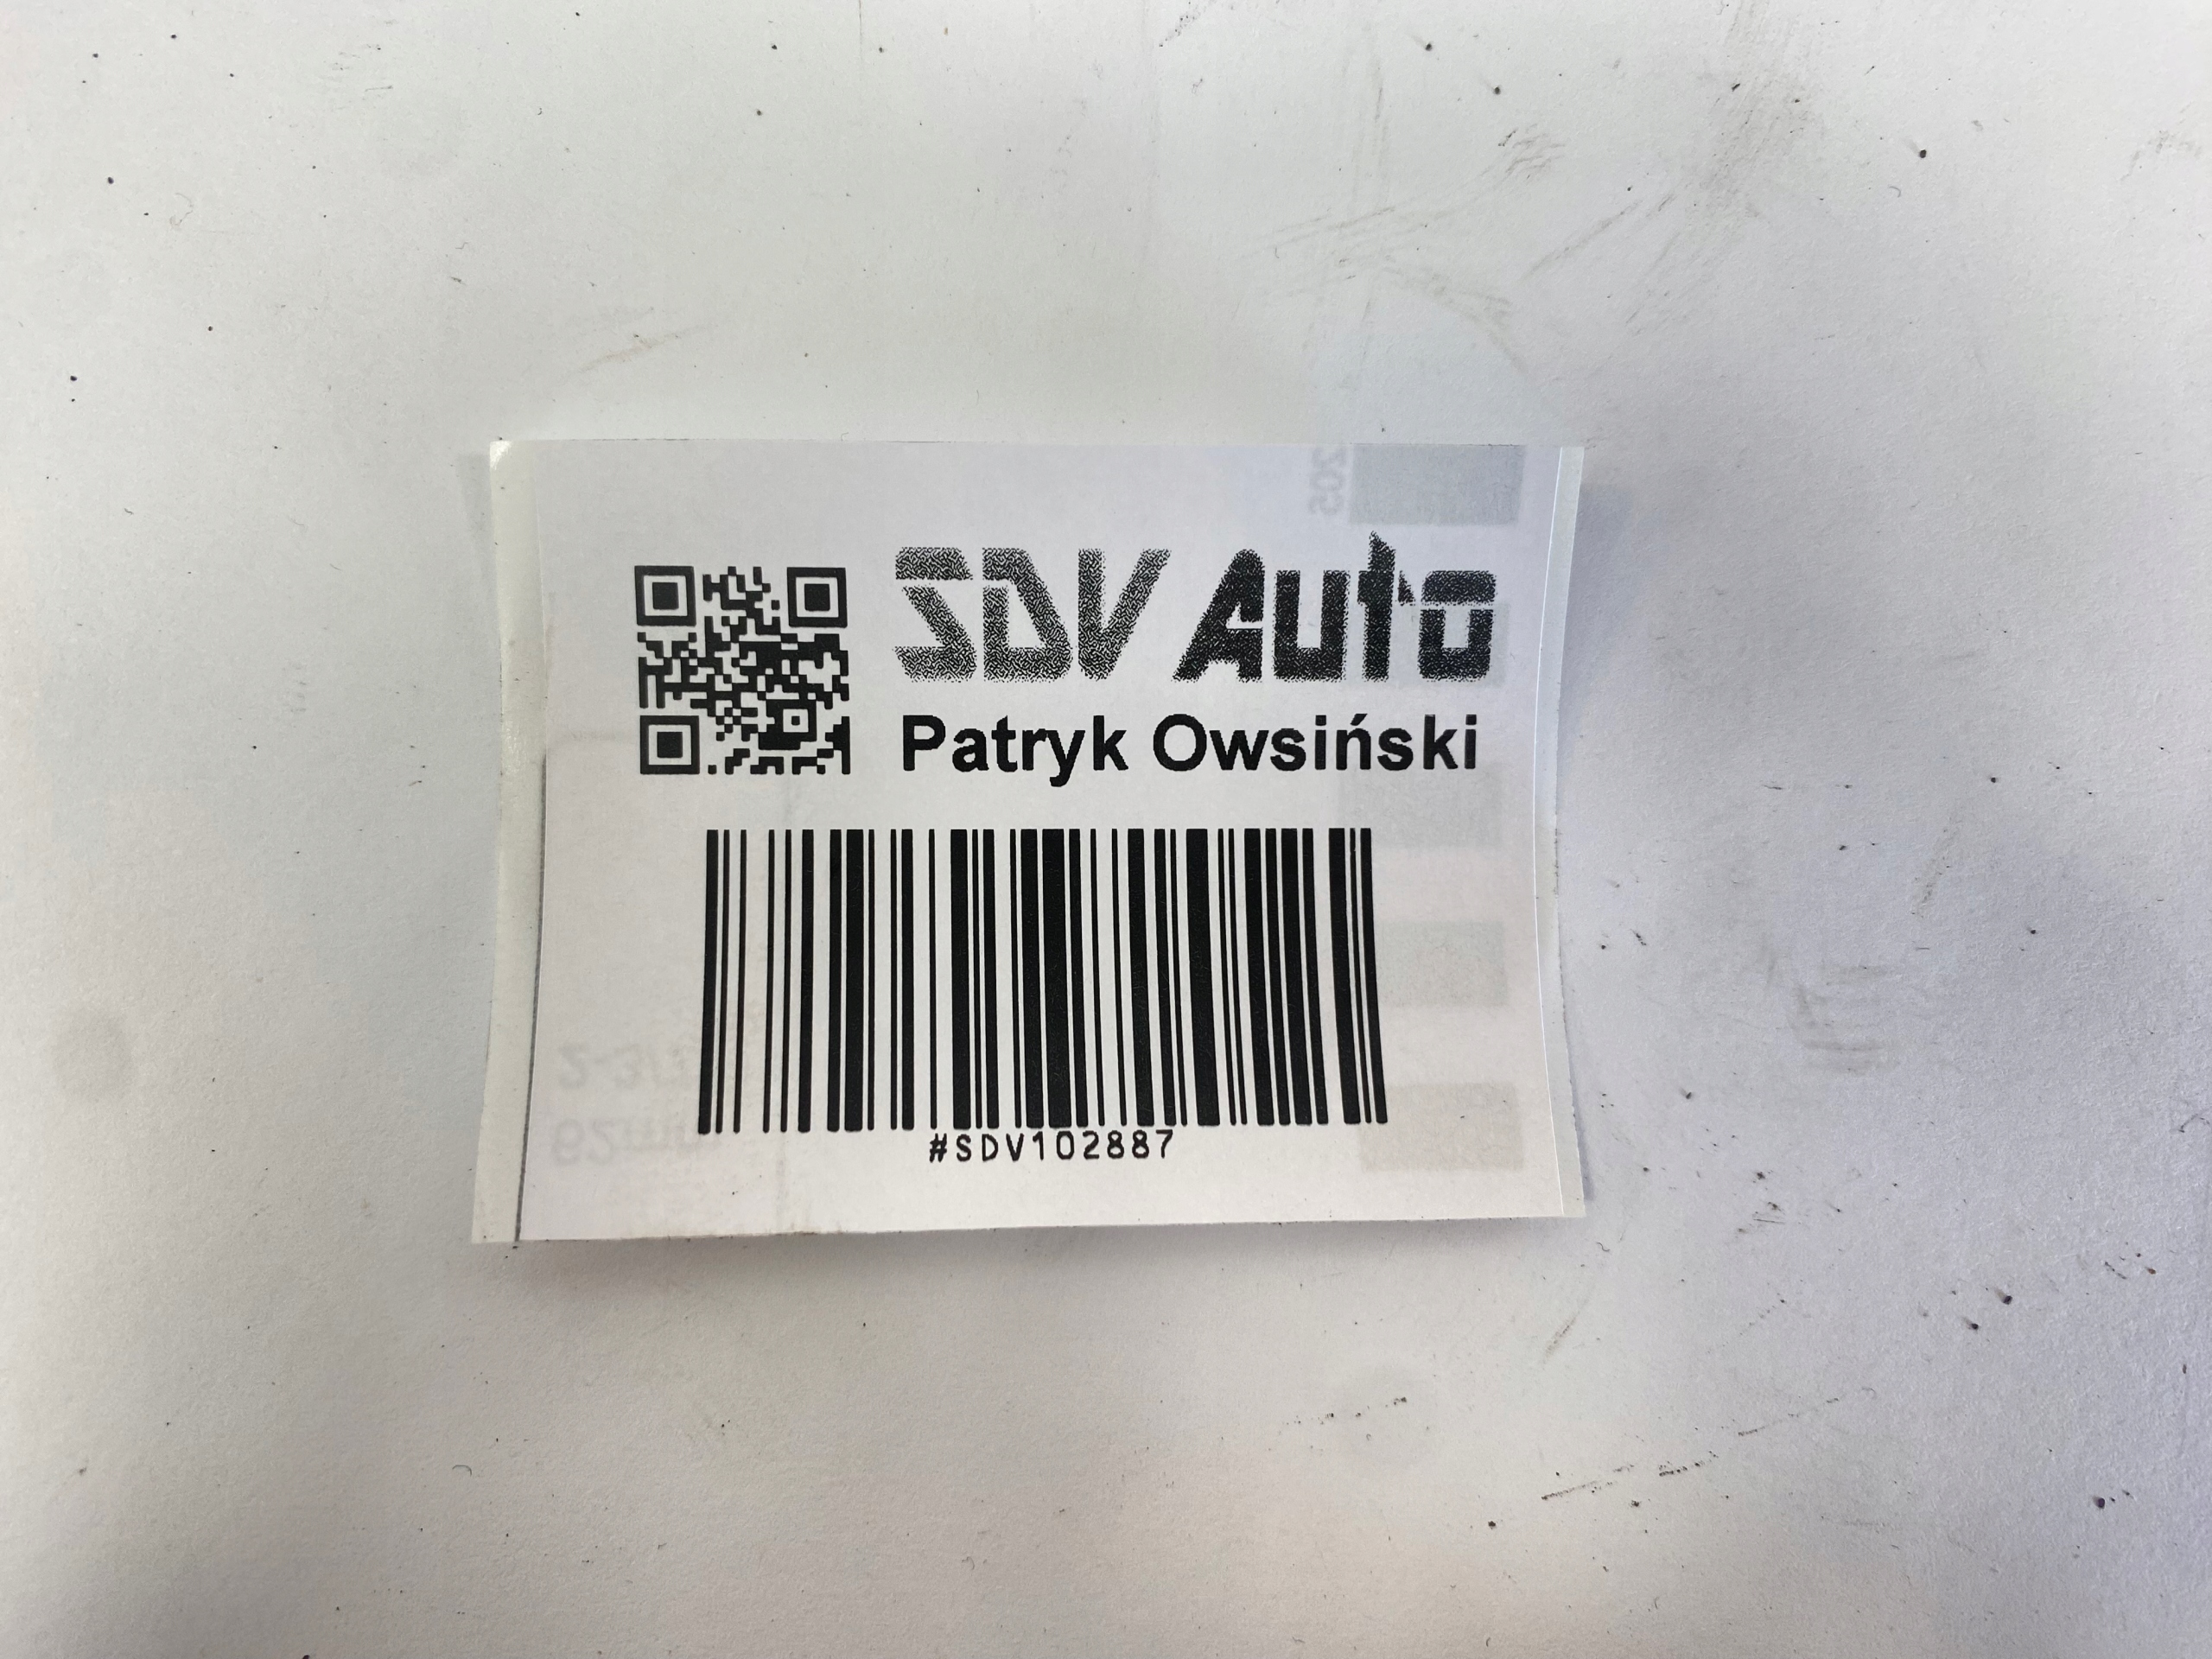 SDV Auto
Patryk Owsiński
#SDV102887